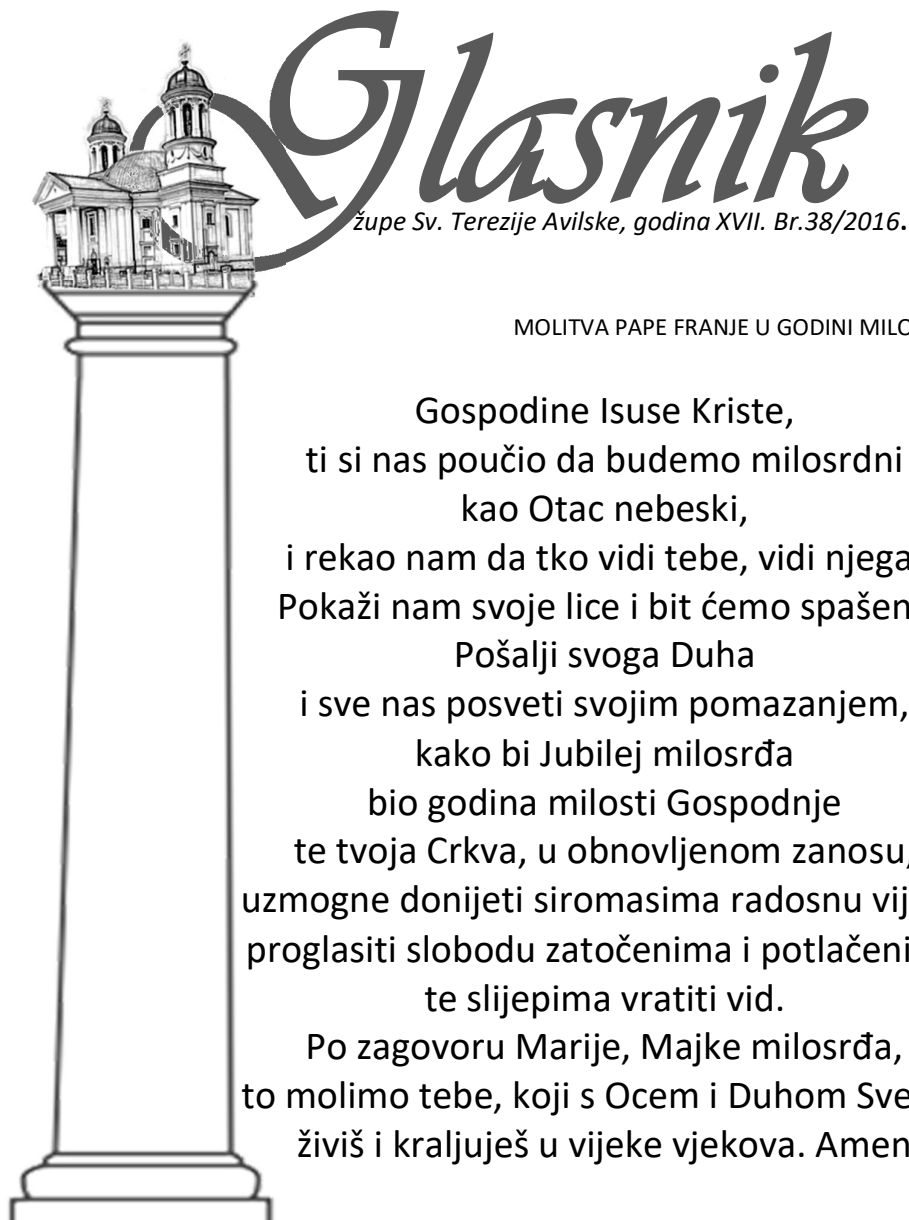 Glasnik
župe Sv. Terezije Avilske, godina XVII. Br.38/2016.
MOLITVA PAPE FRANJE U GODINI MILO
Gospodine Isuse Kriste,
ti si nas poučio da budemo milosrdni
kao Otac nebeski,
i rekao nam da tko vidi tebe, vidi njega
Pokaži nam svoje lice i bit ćemo spašen
Pošalji svoga Duha
i sve nas posveti svojim pomazanjem,
kako bi Jubilej milosrđa
bio godina milosti Gospodnje
te tvoja Crkva, u obnovljenom zanosu,
uzmogne donijeti siromasima radosnu vij
proglasiti slobodu zatočenima i potlačeni
te slijepima vratiti vid.
Po zagovoru Marije, Majke milosrđa,
to molimo tebe, koji s Ocem i Duhom Sve
živiš i kraljuješ u vijeke vjekova. Amen